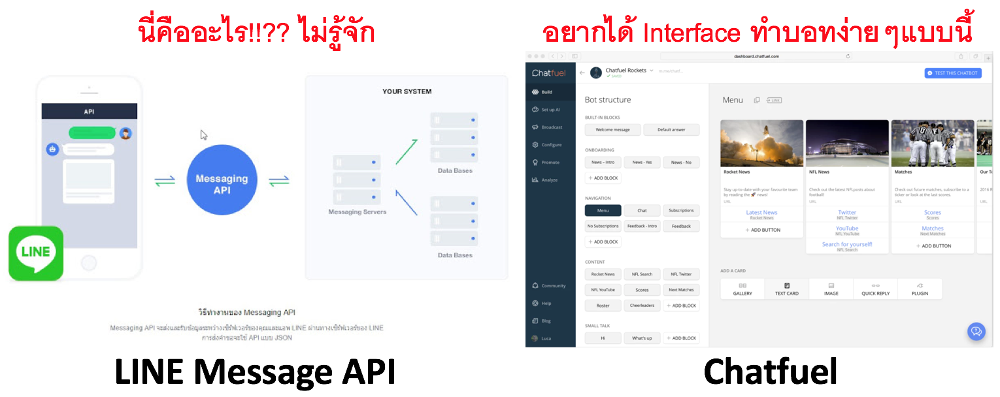 นี่คืออะไร!!?? ไม่รู้จัก
API
Messaging
API
YOUR SYSTEM
Messaging Servers
Data Bases
Data Bases
LINE
วิธีทำงานของ Messaging API
Messaging API จะส่งและรับข้อมูลระหว่างเซิร์ฟเวอร์ของคุณและแอพ LINE ผ่านทางเซิร์ฟเวอร์ของ LINE
การส่งคำขอจะใช้ API แบบ JSON
LINE Message API
อยากได้ Interface ทำบอทง่ายๆแบบนี้
dashboard.chatfuel.com
Chatfuel
Chatfuel Rockets
m.me/chatf...
SAVED
TEST THIS CHATBOT
Build
Set up AI
Broadcast
Configure
Promote
Analyze
Community
Help
Blog
Luca
Bot structure
BUILT-IN BLOCKS
Welcome message Default answer
ONBOARDING
News - Intro News - Yes News - No
+ ADD BLOCK
NAVIGATION
Menu Chat Subscriptions
No Subscriptions Feedback - Intro Feedback
+ ADD BLOCK
CONTENT
Rocket News NFL Search NFL Twitter
NFL YouTube Scores Next Matches
Roster Cheerleaders + ADD BLOCK
SMALL TALK
Hi What's up + ADD BLOCK
Menu LINK
Rocket News
Stay up-to-date with your favourite team
by reading the 🚀 news!
URL
Latest News
Rocket News
+ ADD BUTTON
NFL News
Check out the latest NFLposts about
football!
URL
Twitter
NFL Twitter
YouTube
NFL YouTube
Search for yourself!
NFL Search
Matches
Check out future matches, subscribe to a
ticker or look at the last scores.
URL
Scores
Scores
Matches
Next Matches
+ ADD BUTTON
Our T
2016 R
URL
ADD A CARD
GALLERY TEXT CARD IMAGE QUICK REPLY PLUGIN
Chatfuel